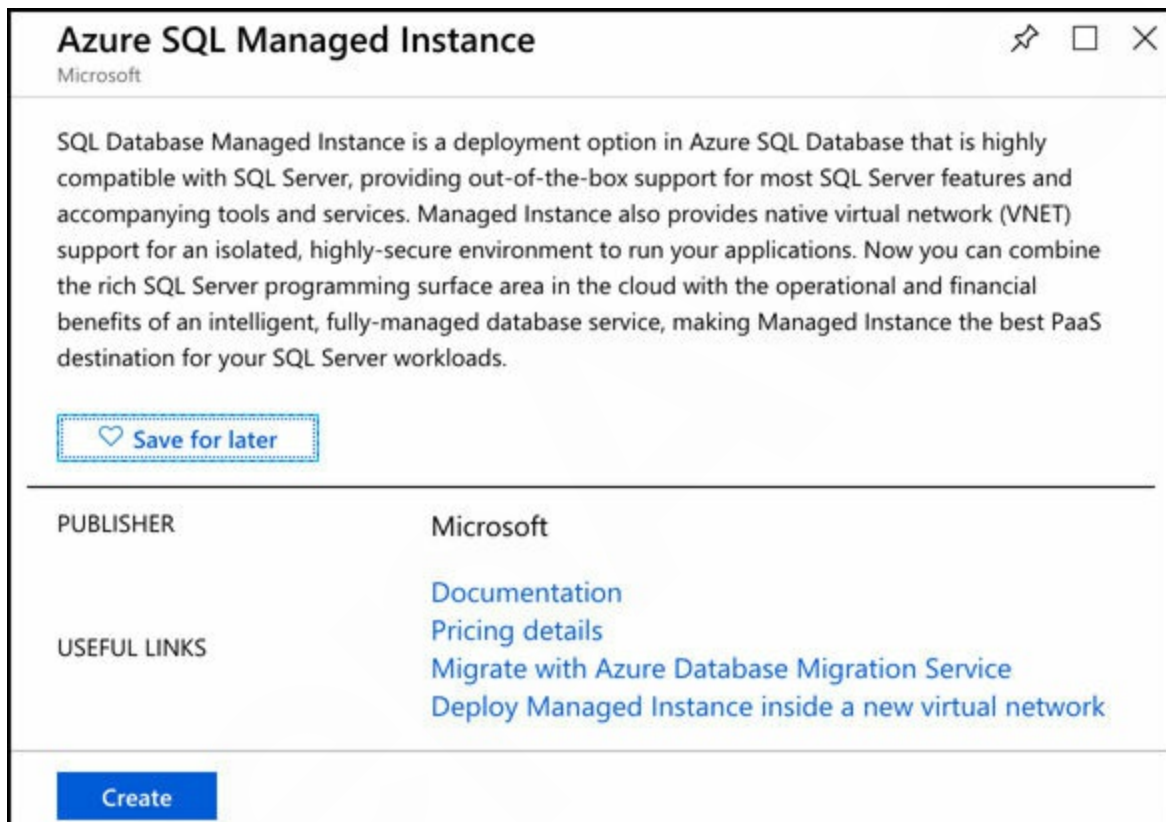 Azure SQL Managed Instance
Microsoft
SQL Database Managed Instance is a deployment option in Azure SQL Database that is highly
compatible with SQL Server, providing out-of-the-box support for most SQL Server features and
accompanying tools and services. Managed Instance also provides native virtual network (VNET)
support for an isolated, highly-secure environment to run your applications. Now you can combine
the rich SQL Server programming surface area in the cloud with the operational and financial
benefits of an intelligent, fully-managed database service, making Managed Instance the best PaaS
destination for your SQL Server workloads.
Save for later
PUBLISHER
Microsoft
USEFUL LINKS
Documentation
Pricing details
Migrate with Azure Database Migration Service
Deploy Managed Instance inside a new virtual network
Create